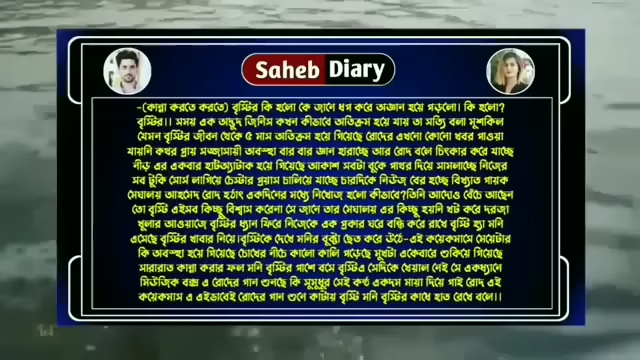 Saheb Diary
-(কান্না করতে করতে) বৃস্টির কি হলো কে জানে ধপ করে অজ্ঞান হয়ে পড়লো। কি হলো?
বৃস্টির।। সময় এক অদ্ভুদ জিনিস কখন কীভাবে অতিক্রম হয়ে যায় তা সত্যি বলা মুশকিল
যেমন বৃস্টির জীবন থেকে ৫ মাস অতিক্রম হয়ে গিয়েছে রোদের এখনো কোনো খবর পাওয়া
যায়নি কথর প্রায় সজ্জাসায়ী অবস্হা বার বার জ্ঞান হারাচ্ছে আর রোদ বলে চিৎকার করে যাচ্ছে
নীড় এর একবার হার্টঅ্যাটাক হয়ে গিয়েছে আকাশ সবটা বুকে পাথর দিয়ে সামলাচ্ছে নিজের
সব টুকি সোর্স লাগিয়ে চেস্টার প্রয়াস চালিয়ে যাচ্ছে চারদিকে নিউজ বের হচ্ছে বিখ্যাত গায়ক
মেঘালয় আহমেদ রোদ হঠাৎ একদিনের মধ্যে নিখোজ হলো কীভাবে?তিনি আদেও বেঁচে আছেন
তো বৃস্টি এইসব কিচ্ছু বিশ্বাস করেনা সে জানে তার মেঘালয় এর কিচ্ছু হয়নি খট করে দরজা
খুলার আওয়াজে বৃস্টির ধ্যান ফিরে নিজেকে এক প্রকার ঘরে বন্ধি করে রাখে বৃস্টি হ্যা মনি
এসেছে বৃস্টির খাবার নিয়ে।বৃস্টিকে দেখে মনির বুকটা ছেত করে উঠে-এই কয়েকমাসে মেয়েটার
কি অবস্হা হয়ে গিয়েছে চোখের নীচে কালো কালি পড়েছে মুখটা একেবারে শুকিয়ে গিয়েছে
সারারাত কান্না করার ফল মনি বৃস্টির পাশে বসে বৃস্টিএ সেদিকে খেয়াল নেই সে একধ্যানে
মিউজিক বক্স এ রোদের গান শুনছে কি সুমুধুর সেই কন্ঠ একদম মায়া দিয়ে গাই রোদ এই
কয়েকমাস এ এইভাবেই রোদের গান শুনে কাটায় বৃস্টি মনি বৃস্টির কাধে হাত রেখে বলে।।